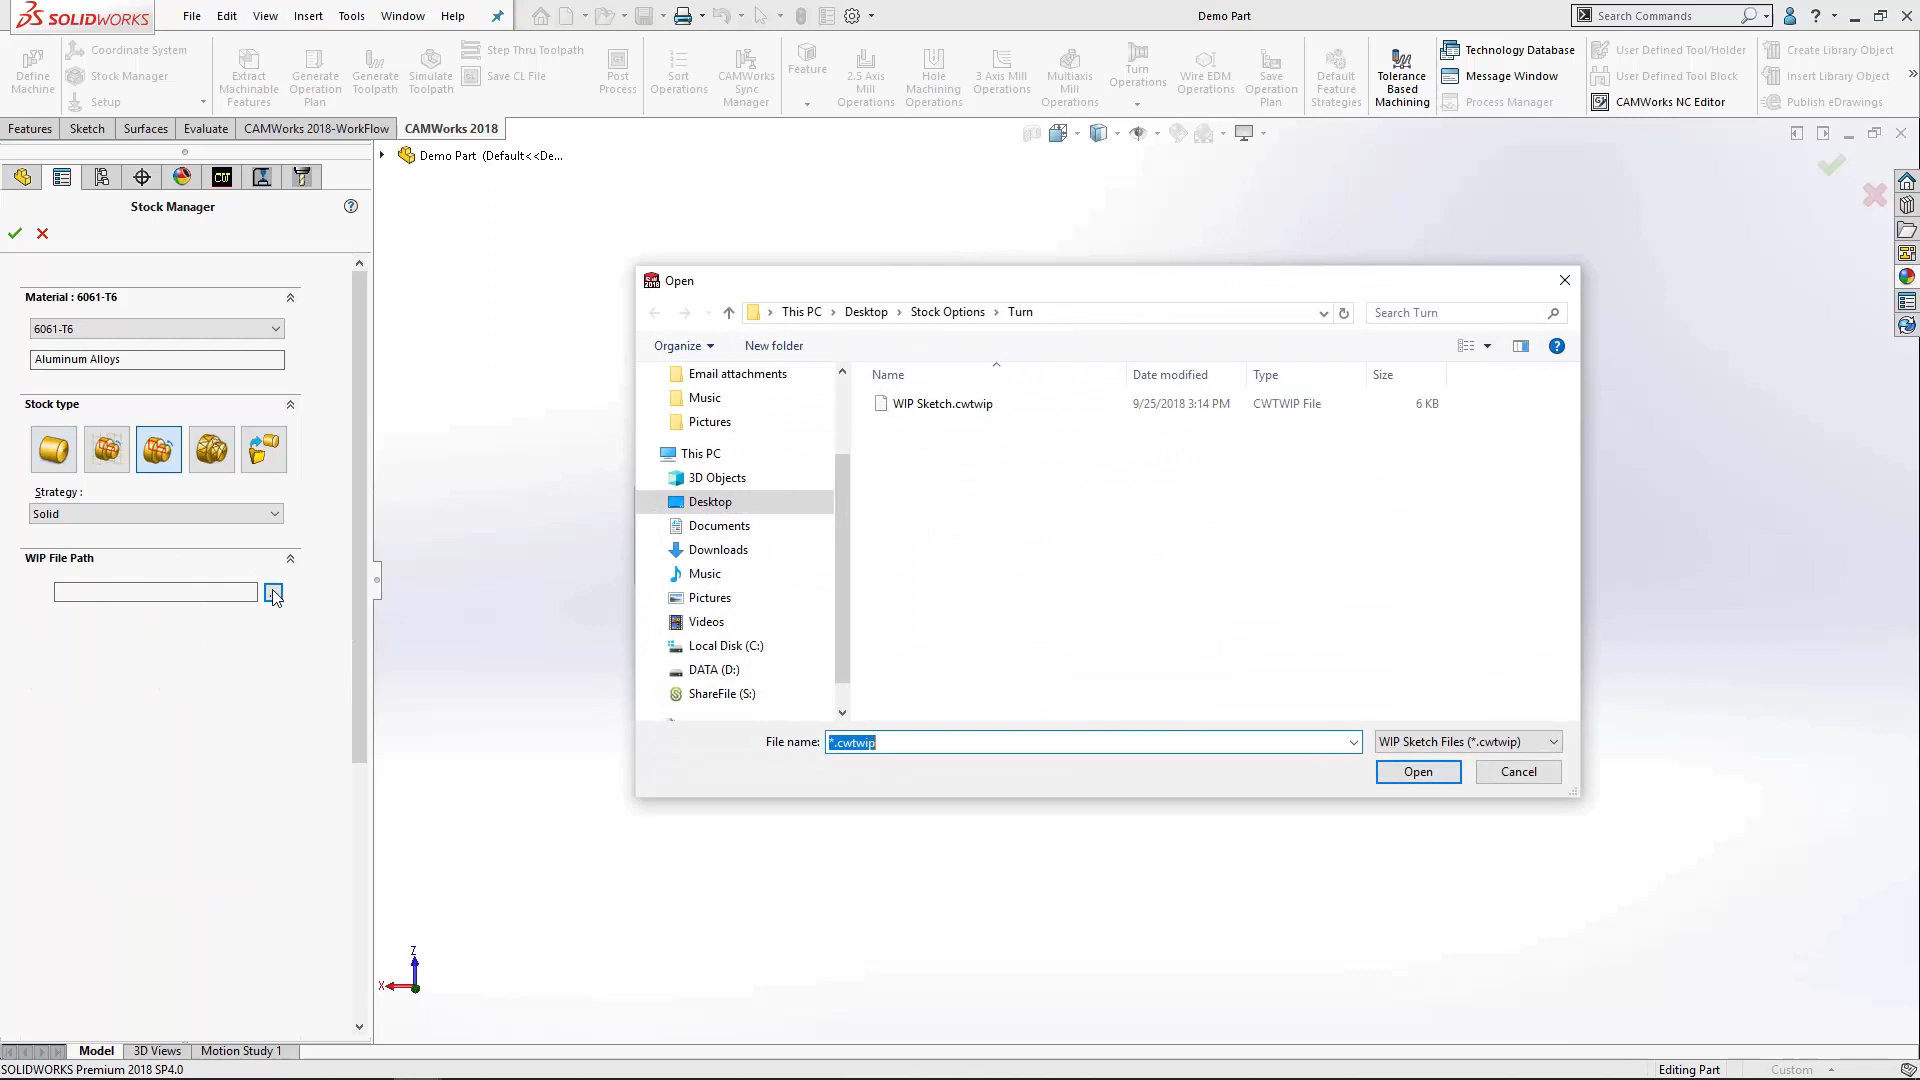 SOLIDWORKS
File Edit View Insert Tools Window Help
Demo Part
Search Commands
Define Machine
Coordinate System
Stock Manager
Setup
Extract Machinable Features
Generate Operation Plan
Generate Toolpath
Simulate Toolpath
Step Thru Toolpath
Save CL File
Post Process
Sort Operations
CAMWorks Sync Manager
Feature
2.5 Axis Mill Operations
Hole Machining Operations
3 Axis Mill Operations
Multiaxis Mill Operations
Turn Operations
Wire EDM Operations
Save Operation Plan
Default Feature Strategies
Tolerance Based Machining
Technology Database
Message Window
Process Manager
User Defined Tool/Holder
User Defined Tool Block
CAMWorks NC Editor
Create Library Object
Insert Library Object
Publish eDrawings
Features Sketch Surfaces Evaluate CAMWorks 2018-WorkFlow CAMWorks 2018
Demo Part (Default<<De...
Stock Manager
Material : 6061-T6
6061-T6
Aluminum Alloys
Stock type
Strategy :
Solid
WIP File Path
Open
This PC > Desktop > Stock Options > Turn
Search Turn
Organize
New folder
Name Date modified Type Size
WIP Sketch.cwtwip 9/25/2018 3:14 PM CWTWIP File 6 KB
Email attachments
Music
Pictures
This PC
3D Objects
Desktop
Documents
Downloads
Music
Pictures
Videos
Local Disk (C:)
DATA (D:)
ShareFile (S:)
File name: *.cwtwip
WIP Sketch Files (*.cwtwip)
Open Cancel
Z
X
Model 3D Views Motion Study 1
SOLIDWORKS Premium 2018 SP4.0
Editing Part
Custom